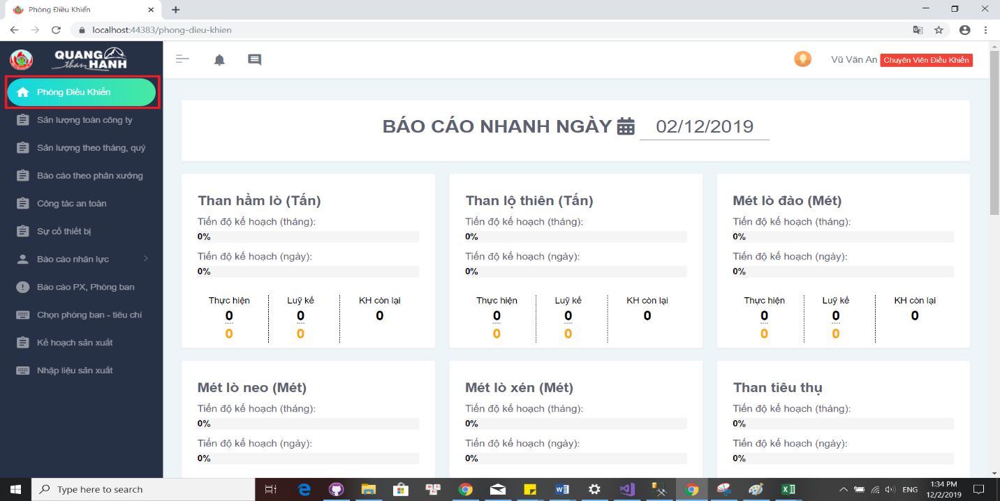 Phòng Điều Khiển
localhost:44383/phong-dieu-khien
QUANG
than HÀNH
Vũ Văn An Chuyên Viên Điều Khiển
Phòng Điều Khiển
Sản lượng toàn công ty
Sản lượng theo tháng, quý
Báo cáo theo phân xưởng
Công tác an toàn
Sự cố thiết bị
Báo cáo nhân lực
Báo cáo PX, Phòng ban
Chọn phòng ban - tiêu chí
Kế hoạch sản xuất
Nhập liệu sản xuất
BÁO CÁO NHANH NGÀY 02/12/2019
Than hầm lò (Tấn)
Tiến độ kế hoạch (tháng):
0%
Tiến độ kế hoạch (ngày):
0%
Thực hiện Luỹ kế KH còn lại
0 0 0
0 0
Than lộ thiên (Tấn)
Tiến độ kế hoạch (tháng):
0%
Tiến độ kế hoạch (ngày):
0%
Thực hiện Luỹ kế KH còn lại
0 0 0
0 0
Mét lò đào (Mét)
Tiến độ kế hoạch (tháng):
0%
Tiến độ kế hoạch (ngày):
0%
Thực hiện Luỹ kế KH còn lại
0 0 0
0 0
Mét lò neo (Mét)
Tiến độ kế hoạch (tháng):
0%
Tiến độ kế hoạch (ngày):
0%
Mét lò xén (Mét)
Tiến độ kế hoạch (tháng):
0%
Tiến độ kế hoạch (ngày):
0%
Than tiêu thụ
Tiến độ kế hoạch (tháng):
0%
Tiến độ kế hoạch (ngày):
0%
Type here to search
ENG
1:34 PM
12/2/2019